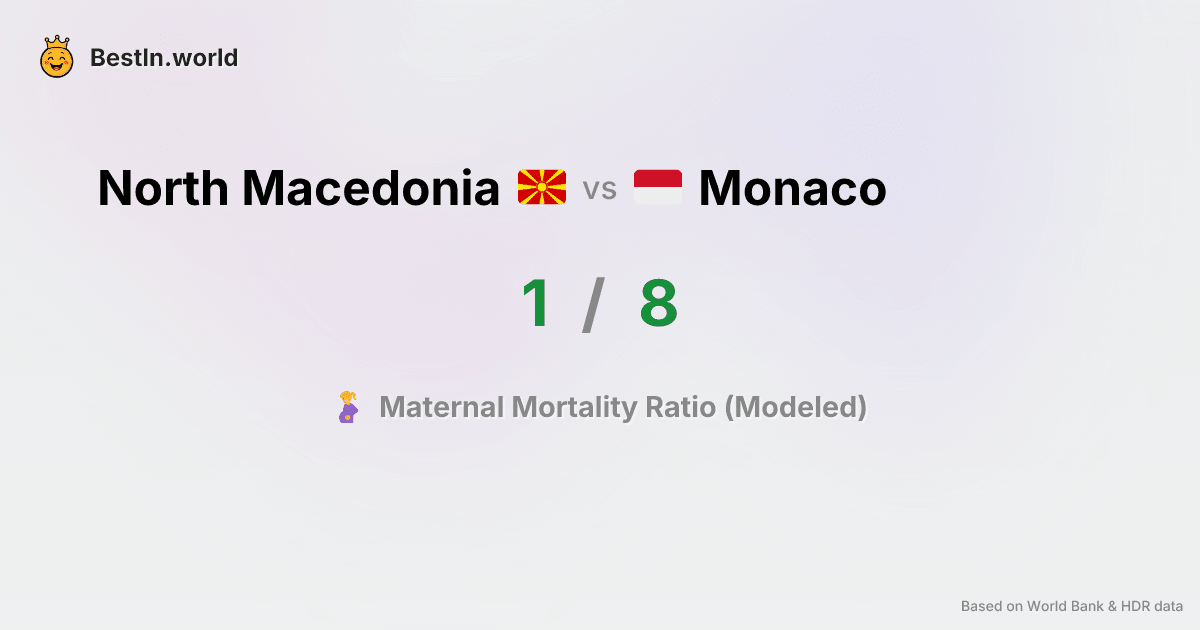 BestIn.world
North Macedonia vs Monaco
1 / 8
Maternal Mortality Ratio (Modeled)
Based on World Bank & HDR data